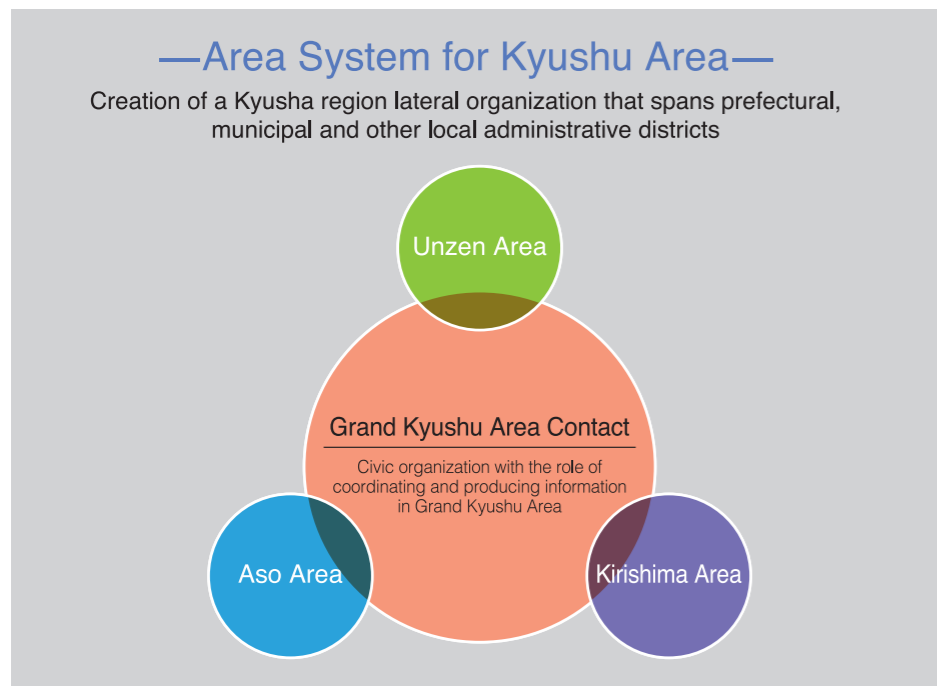 —Area System for Kyushu Area—
Creation of a Kyusha region lateral organization that spans prefectural,
municipal and other local administrative districts
Unzen Area
Grand Kyushu Area Contact
Civic organization with the role of
coordinating and producing information
in Grand Kyushu Area
Aso Area
Kirishima Area